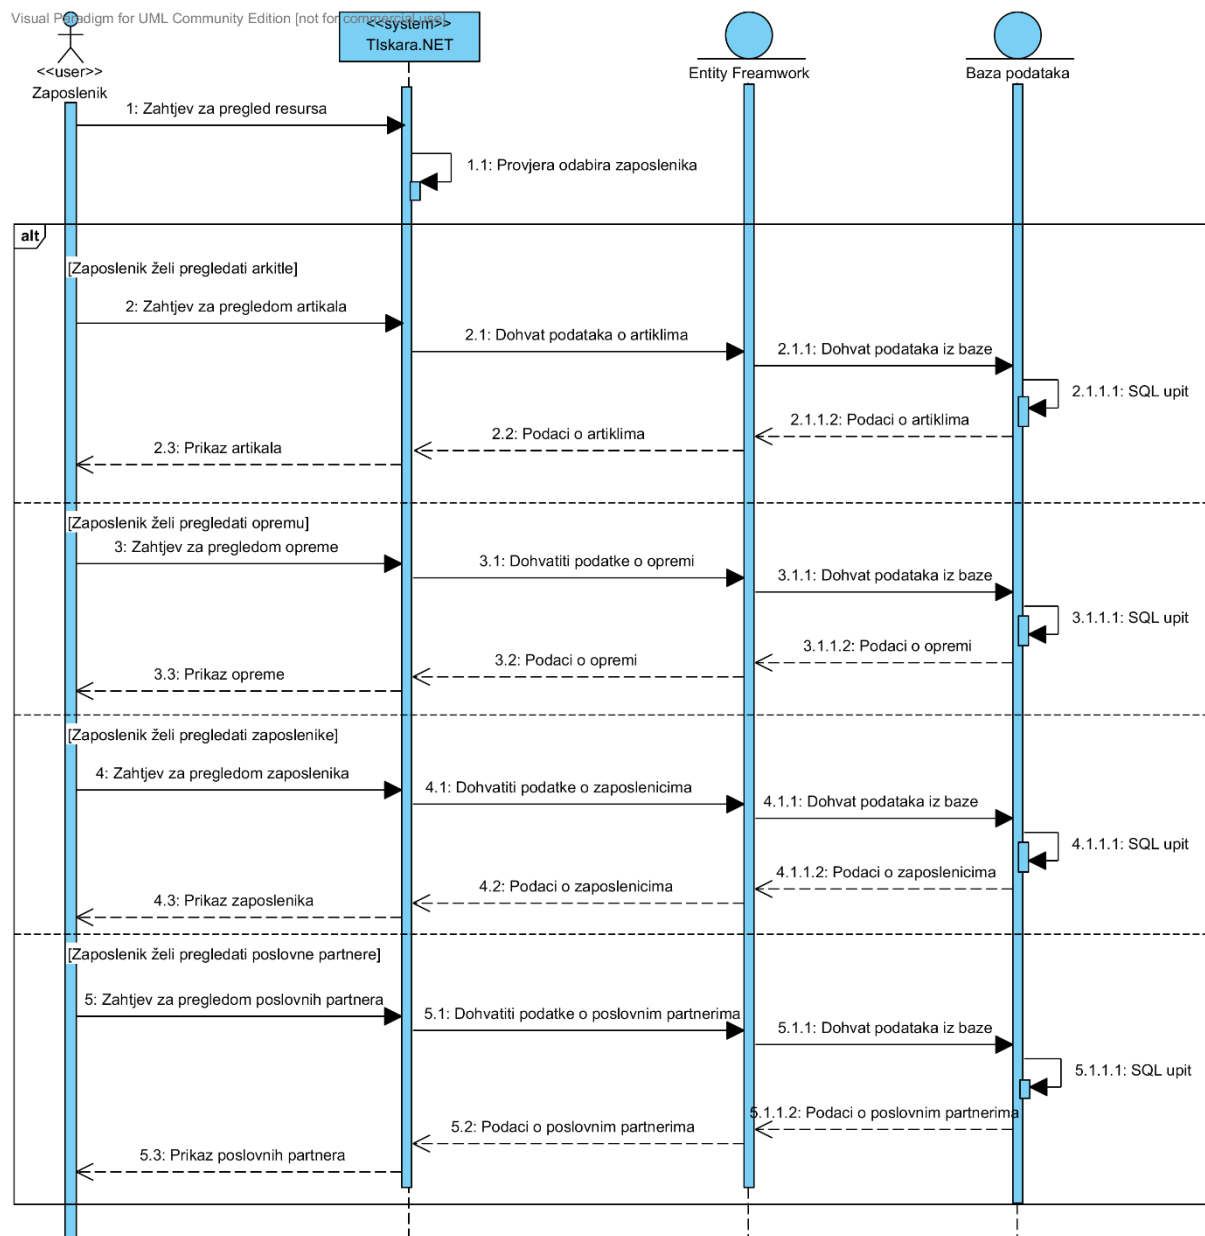 Visual Paradigm for UML Community Edition [not for commercial use]
<<user>>
Zaposlenik
<<system>>
TIskara.NET
Entity Freamwork
Baza podataka
1: Zahtjev za pregled resursa
1.1: Provjera odabira zaposlenika
alt
[Zaposlenik želi pregledati arkitle]
2: Zahtjev za pregledom artikala
2.1: Dohvat podataka o artiklima
2.1.1: Dohvat podataka iz baze
2.1.1.1: SQL upit
2.1.1.2: Podaci o artiklima
2.2: Podaci o artiklima
2.3: Prikaz artikala
[Zaposlenik želi pregledati opremu]
3: Zahtjev za pregledom opreme
3.1: Dohvatiti podatke o opremi
3.1.1: Dohvat podataka iz baze
3.1.1.1: SQL upit
3.1.1.2: Podaci o opremi
3.2: Podaci o opremi
3.3: Prikaz opreme
[Zaposlenik želi pregledati zaposlenike]
4: Zahtjev za pregledom zaposlenika
4.1: Dohvatiti podatke o zaposlenicima
4.1.1: Dohvat podataka iz baze
4.1.1.1: SQL upit
4.1.1.2: Podaci o zaposlenicima
4.2: Podaci o zaposlenicima
4.3: Prikaz zaposlenika
[Zaposlenik želi pregledati poslovne partnere]
5: Zahtjev za pregledom poslovnih partnera
5.1: Dohvatiti podatke o poslovnim partnerima
5.1.1: Dohvat podataka iz baze
5.1.1.1: SQL upit
5.1.1.2: Podaci o poslovnim partnerima
5.2: Podaci o poslovnim partnerima
5.3: Prikaz poslovnih partnera